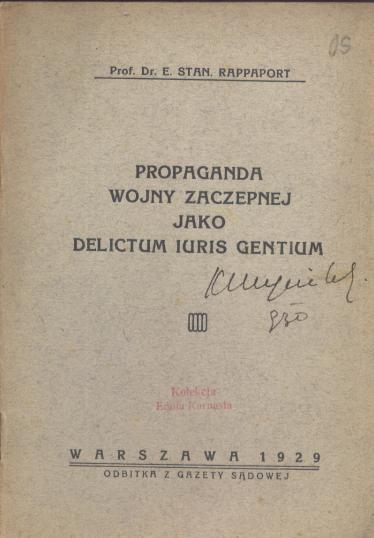 Prof. Dr. E. STAN. RAPPAPORT
PROPAGANDA
WOJNY ZACZEPNEJ
JAKO
DELICTUM IURIS GENTIUM
Kolekcja
WARSZAWA 1929
ODBITKA Z GAZETY SĄDOWEJ